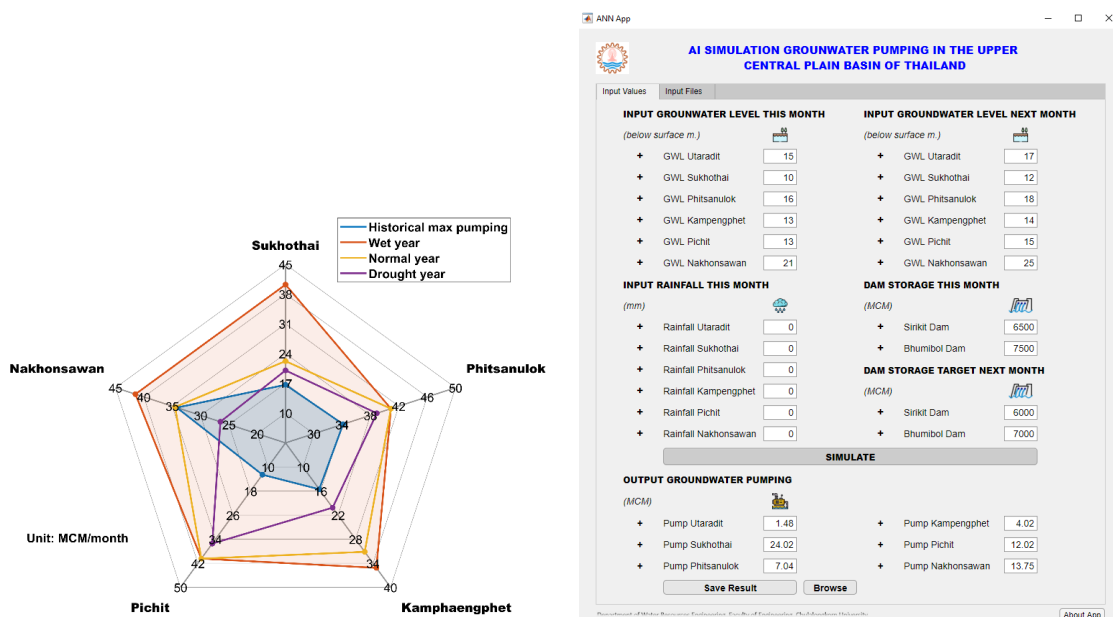 Historical max pumping
Wet year
Normal year
Drought year
Sukhothai
45
38
31
24
17
10
Nakhonsawan
45
40
35
30
25
20
Phitsanulok
50
46
42
38
34
30
10
18
26
34
42
50
10
16
22
28
34
40
Unit: MCM/month
Pichit
Kamphaengphet
ANN App
AI SIMULATION GROUNWATER PUMPING IN THE UPPER
CENTRAL PLAIN BASIN OF THAILAND
Input Values Input Files
INPUT GROUNWATER LEVEL THIS MONTH
(below surface m.)
+ GWL Utaradit 15
+ GWL Sukhothai 10
+ GWL Phitsanulok 16
+ GWL Kampengphet 13
+ GWL Pichit 13
+ GWL Nakhonsawan 21
INPUT GROUNDWATER LEVEL NEXT MONTH
(below surface m.)
+ GWL Utaradit 17
+ GWL Sukhothai 12
+ GWL Phitsanulok 18
+ GWL Kampengphet 14
+ GWL Pichit 15
+ GWL Nakhonsawan 25
INPUT RAINFALL THIS MONTH
(mm)
+ Rainfall Utaradit 0
+ Rainfall Sukhothai 0
+ Rainfall Phitsanulok 0
+ Rainfall Kampengphet 0
+ Rainfall Pichit 0
+ Rainfall Nakhonsawan 0
DAM STORAGE THIS MONTH
(MCM)
+ Sirikit Dam 6500
+ Bhumibol Dam 7500
DAM STORAGE TARGET NEXT MONTH
(MCM)
+ Sirikit Dam 6000
+ Bhumibol Dam 7000
SIMULATE
OUTPUT GROUNDWATER PUMPING
(MCM)
+ Pump Utaradit 1.48
+ Pump Sukhothai 24.02
+ Pump Phitsanulok 7.04
+ Pump Kampengphet 4.02
+ Pump Pichit 12.02
+ Pump Nakhonsawan 13.75
Save Result Browse
Department of Water Resources Engineering, Faculty of Engineering, Chulalongkorn University
About App